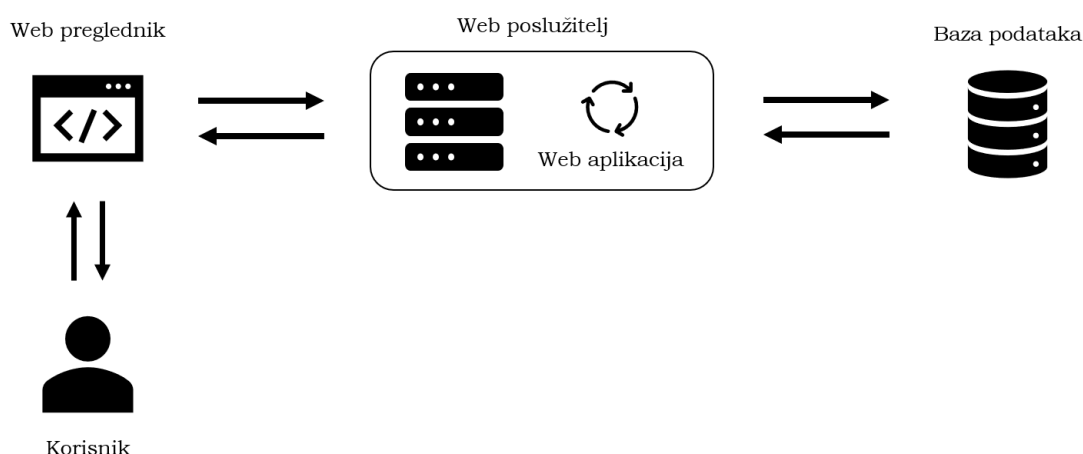 Web preglednik
Web poslužitelj
Baza podataka
</>
Web aplikacija
Korisnik